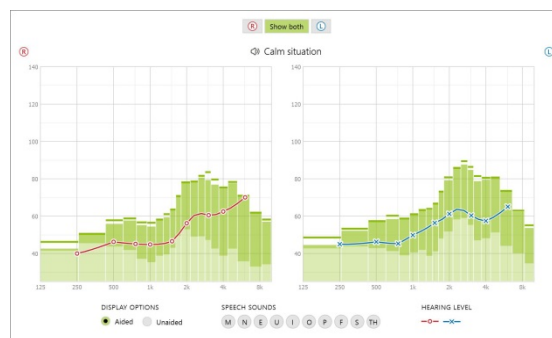 R Show both L
R Calm situation L
140 140
120 120
100 100
80 80
60 60
40 40
125 250 500 1k 2k 4k 8k 125 250 500 1k 2k 4k 8k
DISPLAY OPTIONS SPEECH SOUNDS HEARING LEVEL
Aided Unaided M N E U I O P F S TH